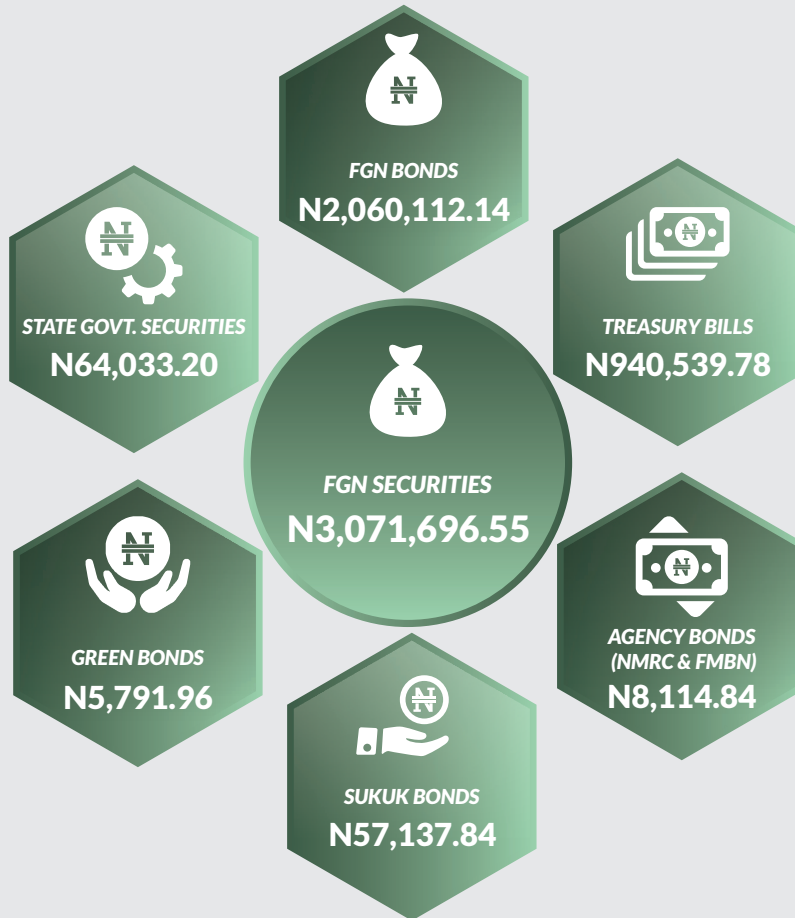 FGN BONDS
N2,060,112.14
STATE GOVT. SECURITIES
N64,033.20
TREASURY BILLS
N940,539.78
FGN SECURITIES
N3,071,696.55
GREEN BONDS
N5,791.96
AGENCY BONDS
(NMRC & FMBN)
N8,114.84
SUKUK BONDS
N57,137.84